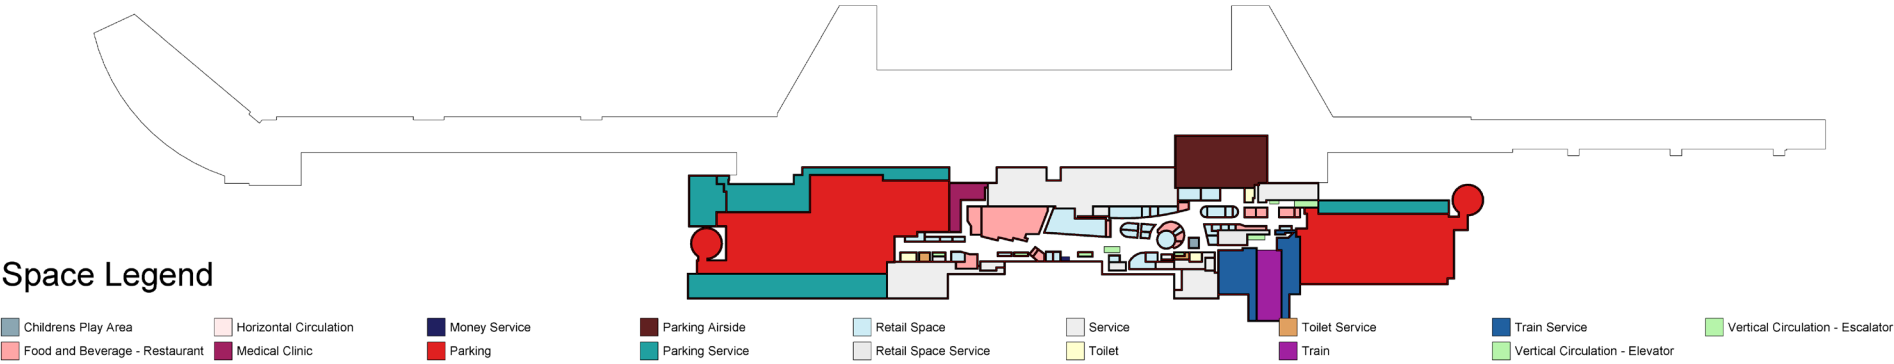 Space Legend
Childrens Play Area
Horizontal Circulation
Money Service
Parking Airside
Retail Space
Service
Toilet Service
Train Service
Vertical Circulation - Escalator
Food and Beverage - Restaurant
Medical Clinic
Parking
Parking Service
Retail Space Service
Toilet
Train
Vertical Circulation - Elevator